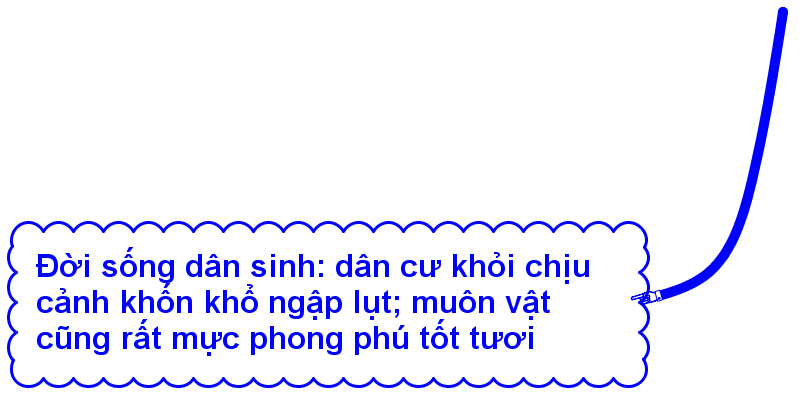 Đời sống dân sinh: dân cư khỏi chịu
cảnh khốn khổ ngập lụt; muôn vật
cũng rất mực phong phú tốt tươi